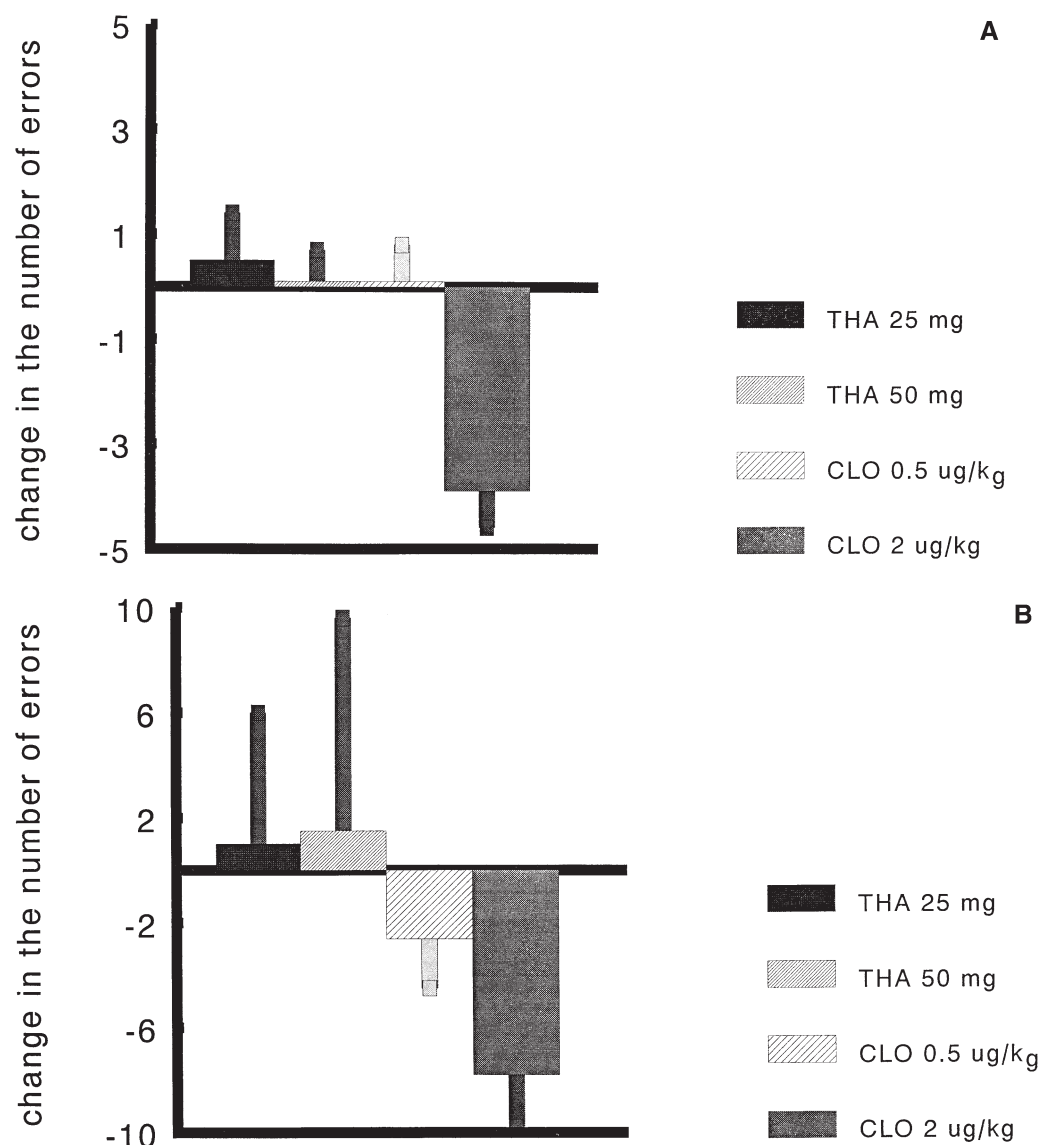 A
change in the number of errors
5
3
1
-1
-3
-5
THA 25 mg
THA 50 mg
CLO 0.5 ug/kg
CLO 2 ug/kg
B
change in the number of errors
10
6
2
-2
-6
-10
THA 25 mg
THA 50 mg
CLO 0.5 ug/kg
CLO 2 ug/kg